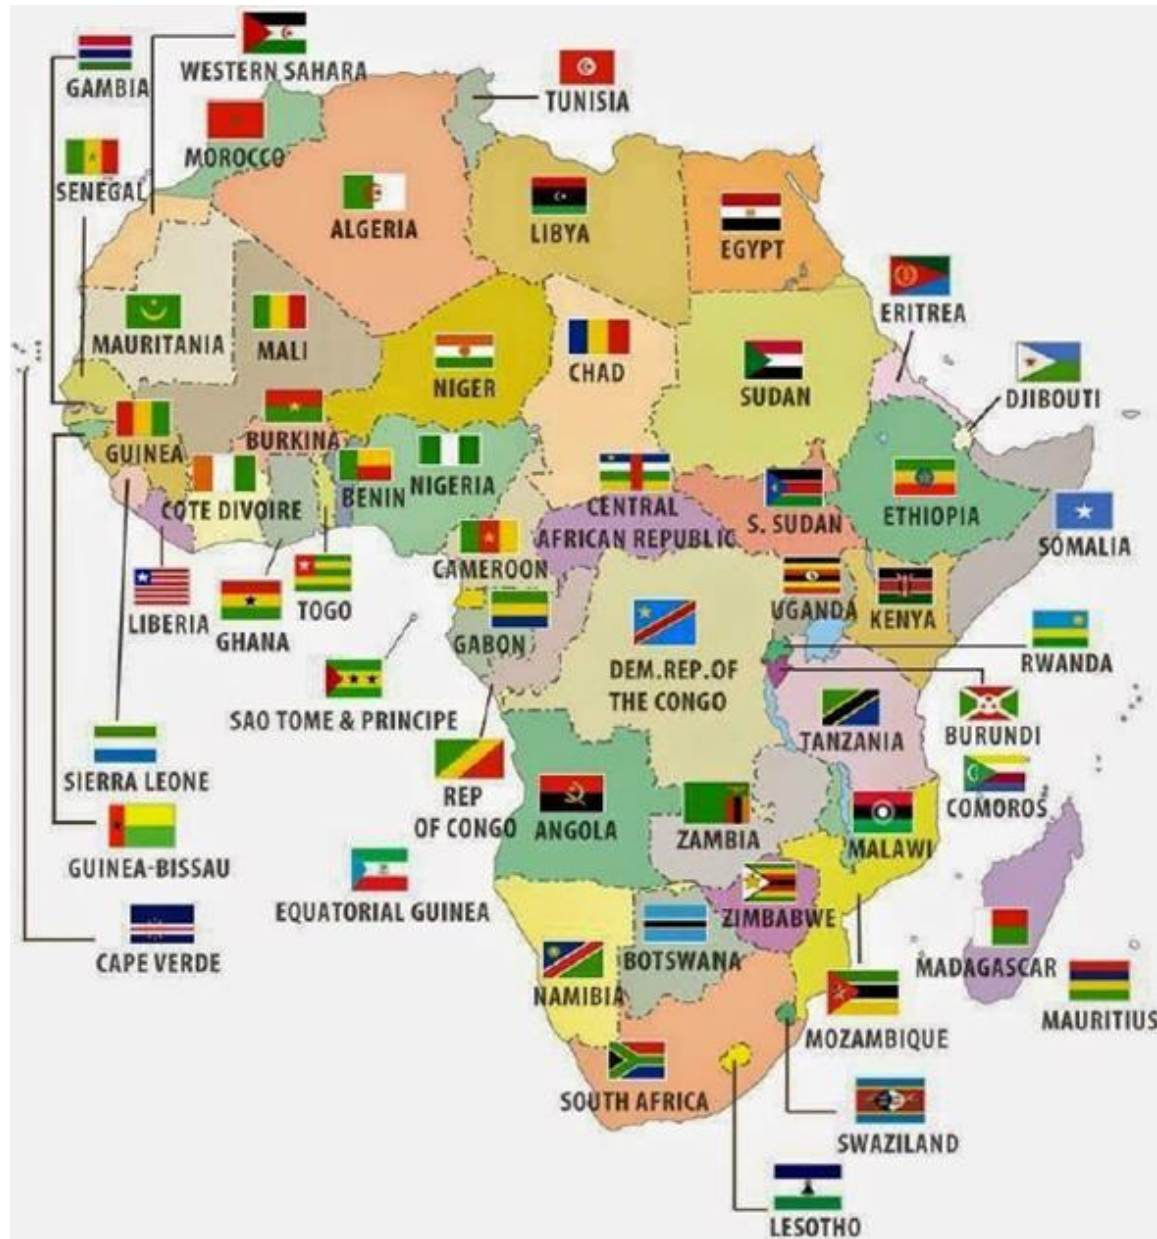 WESTERN SAHARA
GAMBIA
TUNISIA
MOROCCO
SENEGAL
ALGERIA
LIBYA
EGYPT
ERITREA
MAURITANIA
MALI
NIGER
CHAD
SUDAN
DJIBOUTI
GUINEA
BURKINA
COTE DIVOIRE
BENIN
NIGERIA
CENTRAL
AFRICAN REPUBLIC
S. SUDAN
ETHIOPIA
SOMALIA
CAMEROON
LIBERIA
GHANA
TOGO
GABON
UGANDA
KENYA
RWANDA
DEM.REP.OF
THE CONGO
SAO TOME & PRINCIPE
TANZANIA
BURUNDI
SIERRA LEONE
REP
OF CONGO
ANGOLA
ZAMBIA
MALAWI
COMOROS
GUINEA-BISSAU
EQUATORIAL GUINEA
ZIMBABWE
CAPE VERDE
NAMIBIA
BOTSWANA
MADAGASCAR
MAURITIUS
MOZAMBIQUE
SOUTH AFRICA
SWAZILAND
LESOTHO